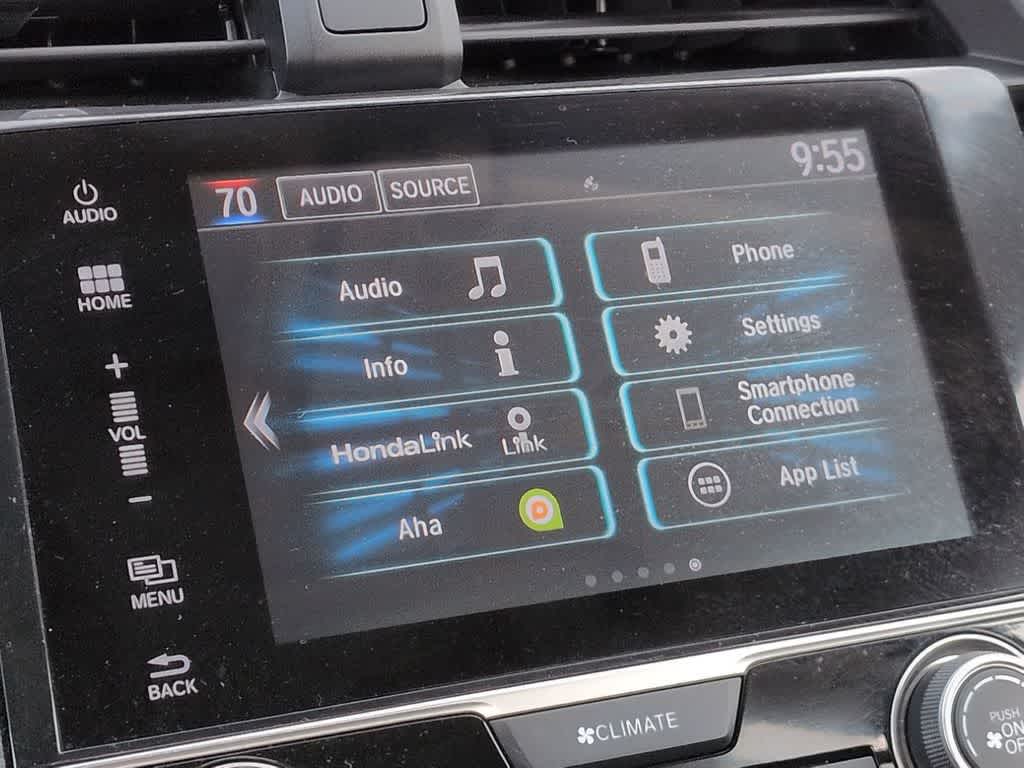 AUDIO
HOME
+
VOL
−
MENU
BACK
70 AUDIO SOURCE 9:55
Audio
Info
HondaLink Link
Aha
Phone
Settings
Smartphone
Connection
App List
CLIMATE
PUSH
ON